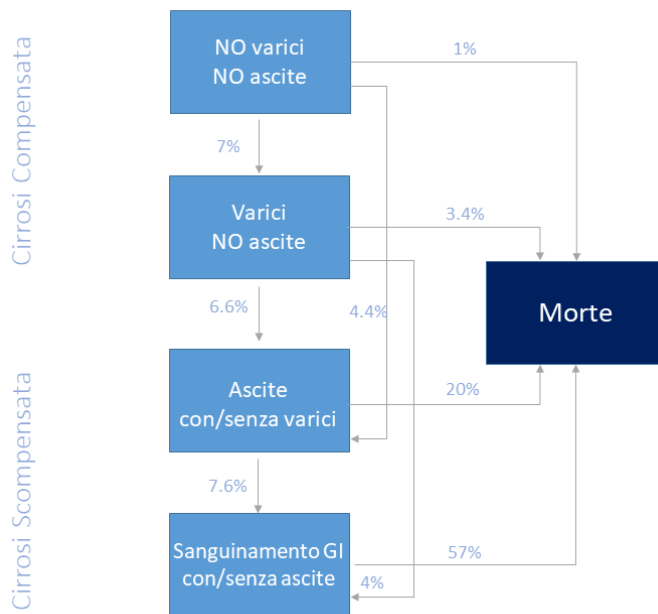 Cirrosi Compensata
NO varici
NO ascite
1%
7%
Varici
NO ascite
3.4%
6.6%
4.4%
Morte
Cirrosi Scompensata
Ascite
con/senza varici
20%
7.6%
Sanguinamento GI
con/senza ascite
57%
4%